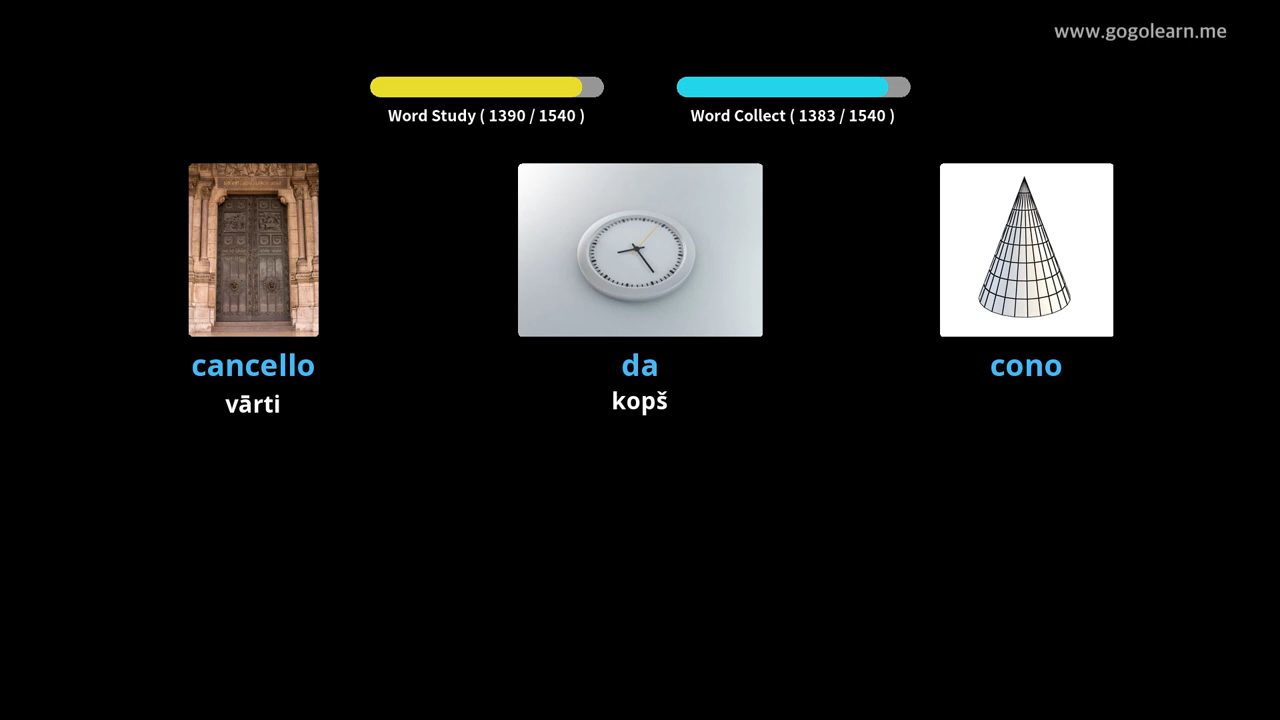 www.gogolearn.me
Word Study ( 1390 / 1540 )
Word Collect ( 1383 / 1540 )
cancello
da
cono
vārti
kopš